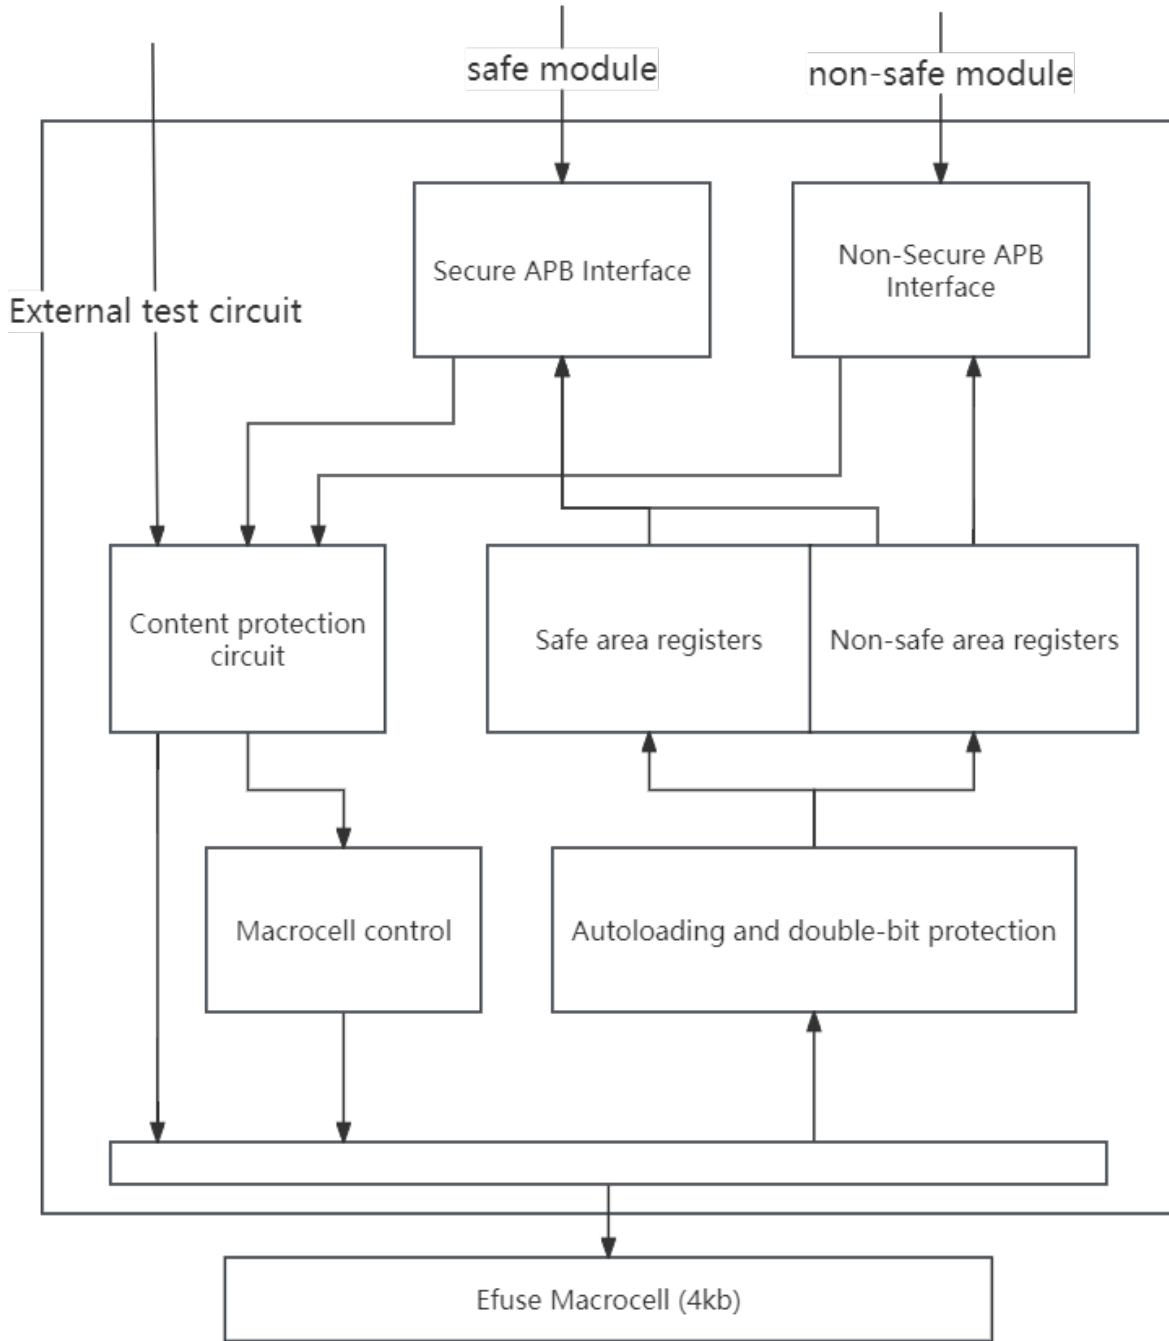 safe module
non-safe module
Secure APB Interface
Non-Secure APB
Interface
External test circuit
Content protection
circuit
Safe area registers
Non-safe area registers
Macrocell control
Autoloading and double-bit protection
Efuse Macrocell (4kb)